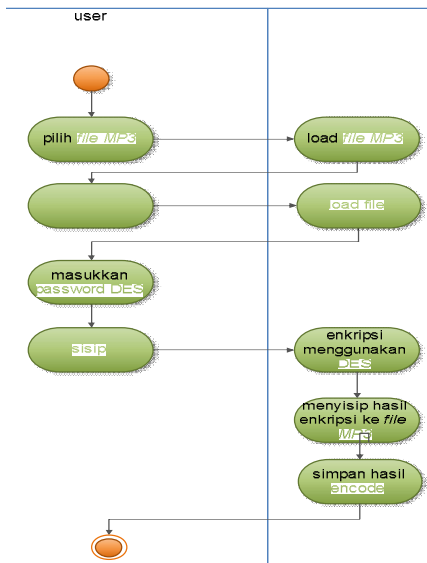 user
pilih file MP3
load file MP3
load file
masukkan
password DES
sisip
enkripsi
menggunakan
DES
menyisip hasil
enkripsi ke file
MP3
simpan hasil
encode